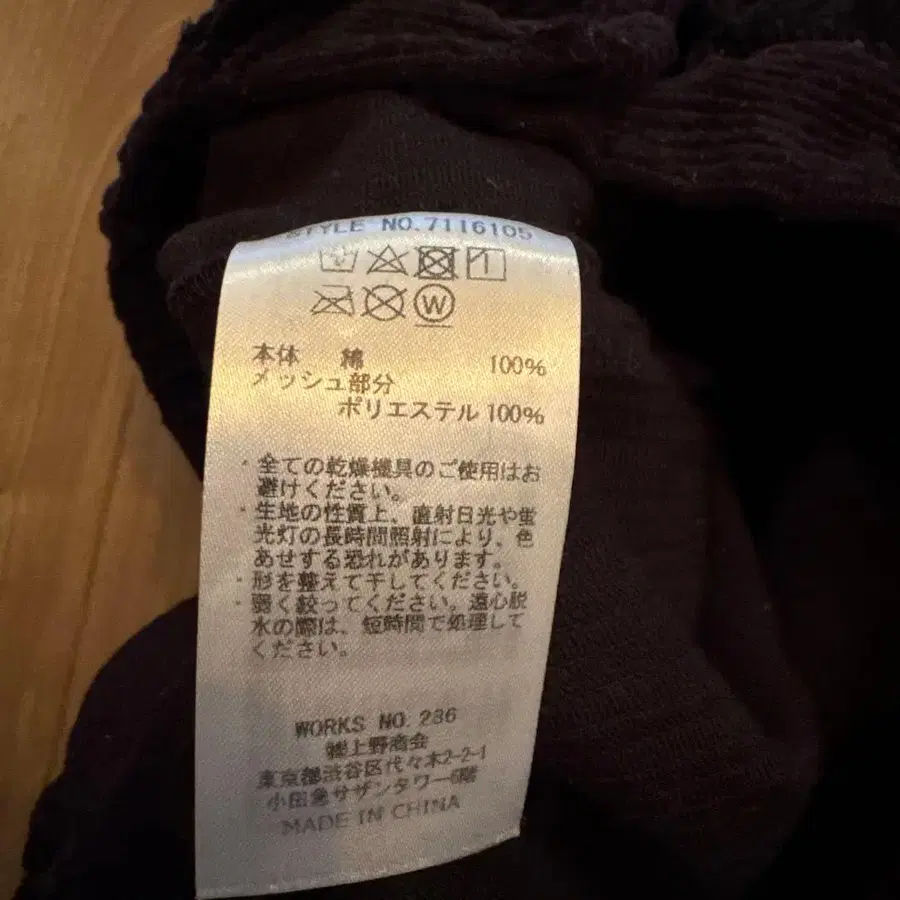 STYLE NO.7116105
W
本体 綿 100%
メッシュ部分
ポリエステル 100%
・全ての乾燥機具のご使用はお
避けください。
・生地の性質上、直射日光や蛍
光灯の長時間照射により、色
あせする恐れがあります。
・形を整えて干してください。
・弱く絞ってください。遠心脱
水の際は、短時間で処理して
ください。
WORKS NO. 236
㈱上野商会
東京都渋谷区代々木2-2-1
小田急サザンタワー6階
MADE IN CHINA